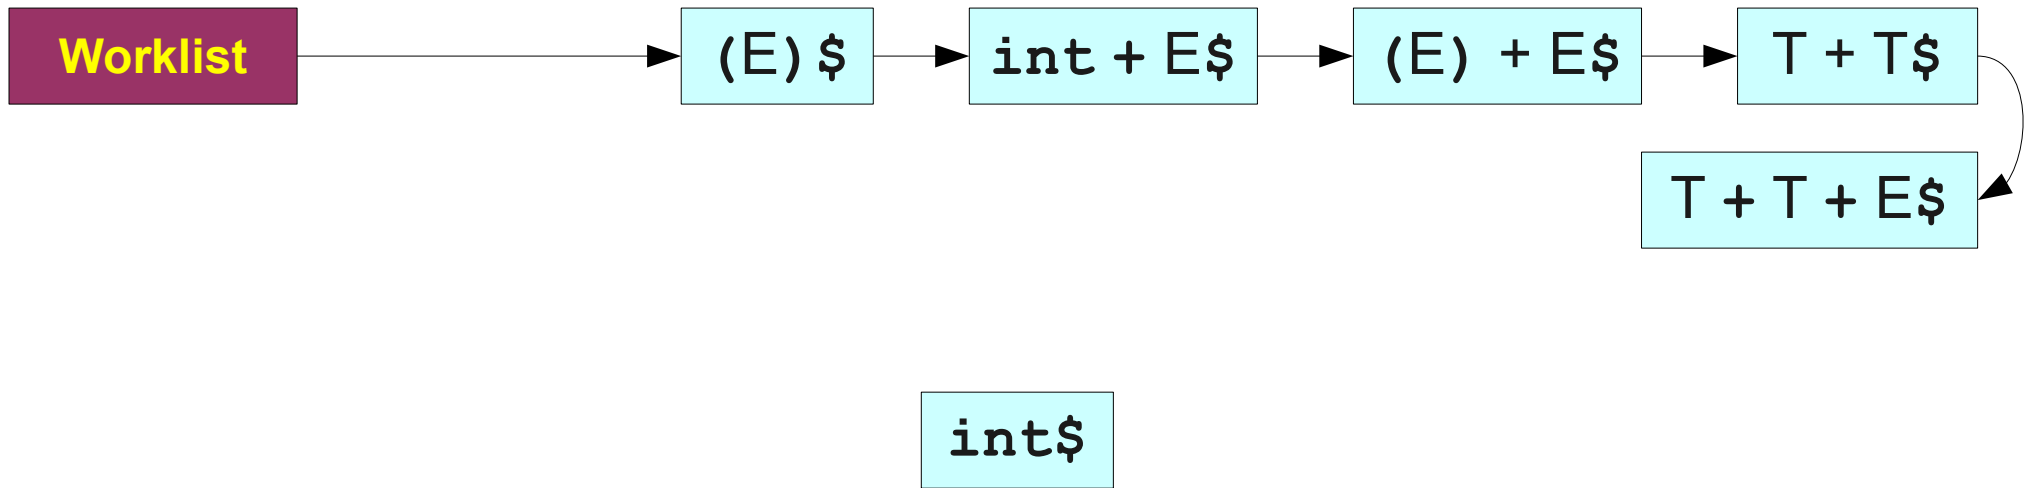 Worklist (E)$ int + E$ (E) + E$ T + T$
T + T + E$
int$